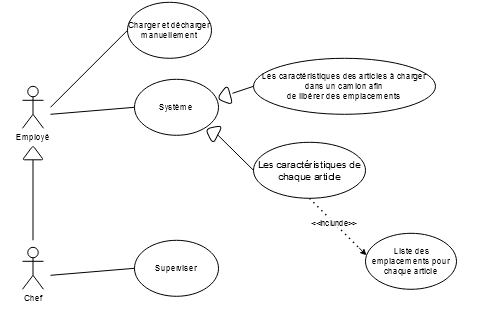 Charger et décharger
manuellement
Les caractéristiques des articles à charger
dans un camion afin
de libérer des emplacements
Système
Employé
Les caractéristiques de
chaque article
<<inclunde>>
Liste des
emplacements pour
chaque article
Superviser
Chef